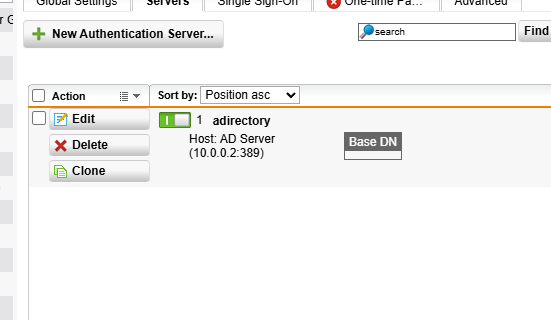 Global Settings Servers Single Sign-On One-time Pa… Advanced
New Authentication Server...
search Find
Action Sort by: Position asc
Edit 1 adirectory
Delete Host: AD Server Base DN
(10.0.0.2:389)
Clone